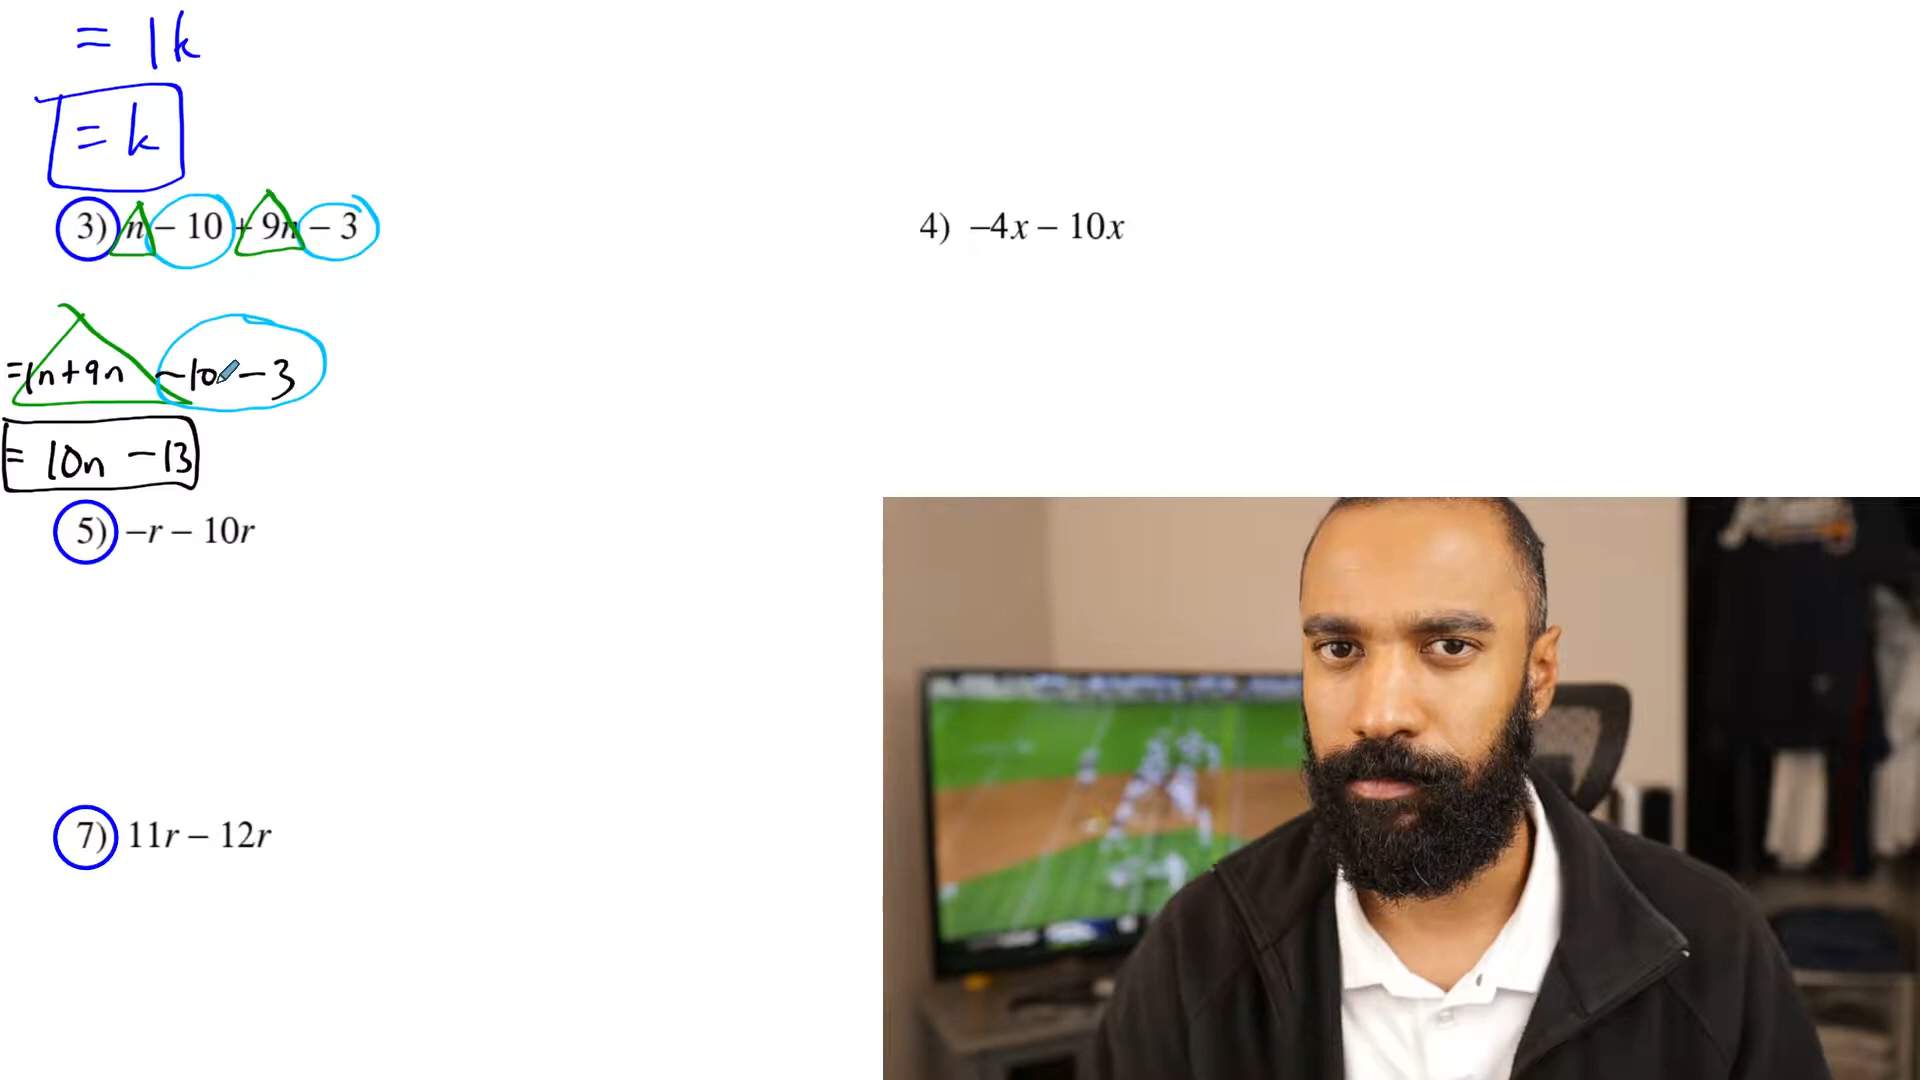 = 1k
= k
3) n – 10 + 9n – 3
4) –4x – 10x
= 1n + 9n – 10 – 3
= 10n – 13
5) –r – 10r
7) 11r – 12r